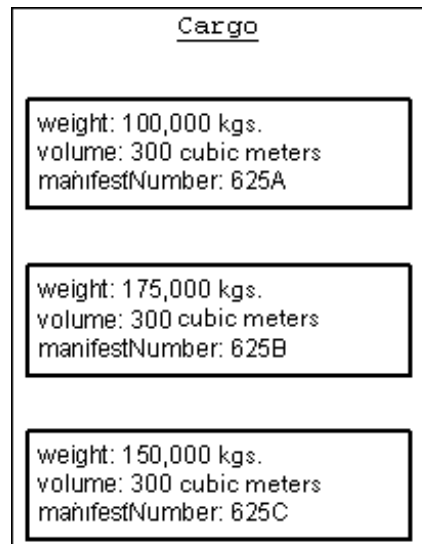 Cargo
weight: 100,000 kgs.
volume: 300 cubic meters
manifestNumber: 625A
weight: 175,000 kgs.
volume: 300 cubic meters
manifestNumber: 625B
weight: 150,000 kgs.
volume: 300 cubic meters
manifestNumber: 625C